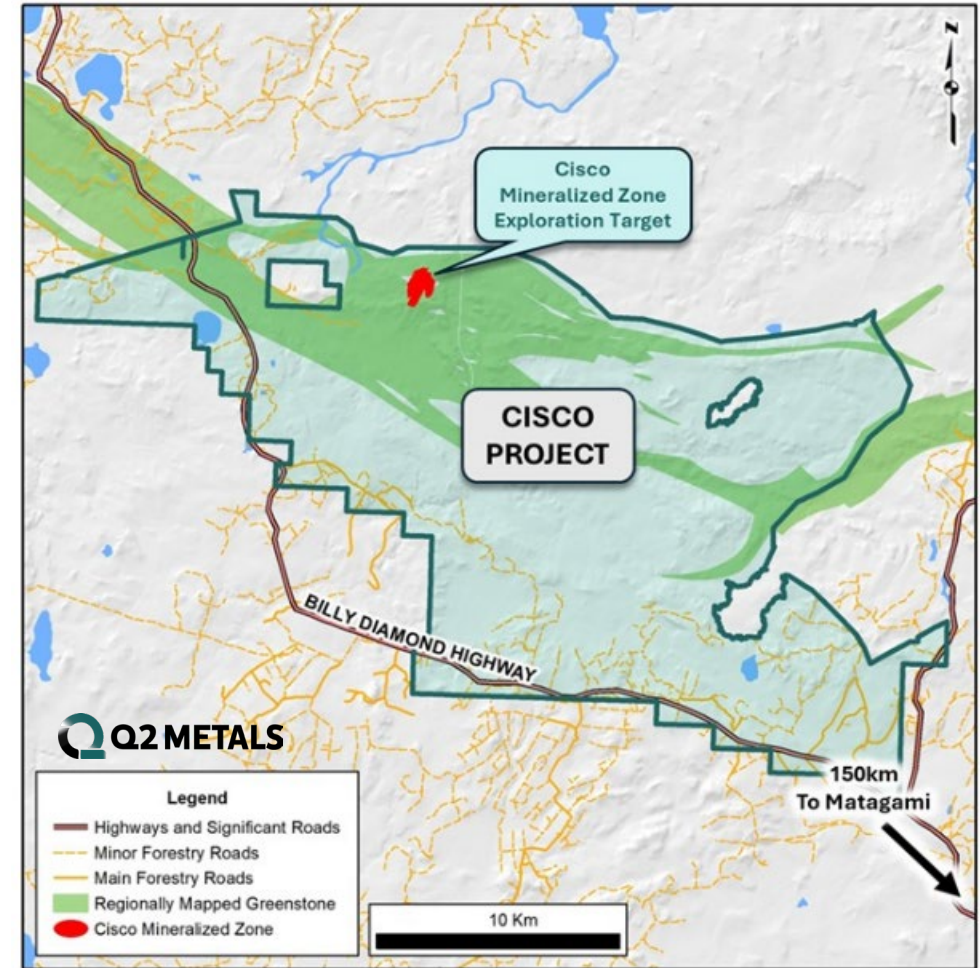 N
Cisco
Mineralized Zone
Exploration Target
CISCO
PROJECT
BILLY DIAMOND HIGHWAY
Q2 METALS
150km
To Matagami
Legend
Highways and Significant Roads
Minor Forestry Roads
Main Forestry Roads
Regionally Mapped Greenstone
Cisco Mineralized Zone
10 Km